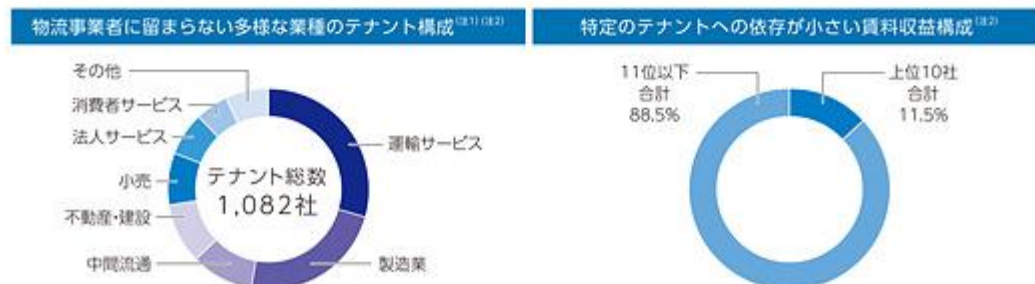 物流事業者に留まらない多様な業種のテナント構成(注1)(注2)
その他
消費者サービス
法人サービス
小売
不動産・建設
中間流通
運輸サービス
製造業
テナント総数
1,082社
特定のテナントへの依存が小さい賃料収益構成(注2)
11位以下
合計
88.5%
上位10社
合計
11.5%